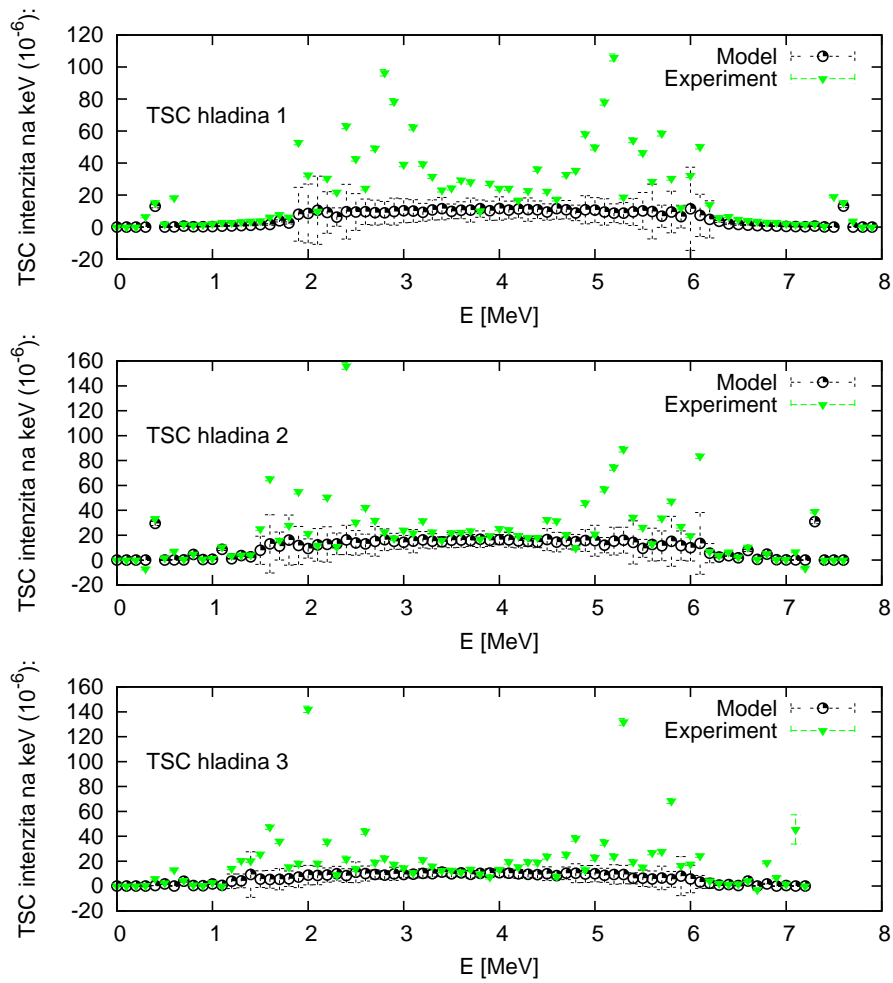 TSC intenzita na keV (10-6):
120
100
80
60
40
20
0
-20
TSC hladina 1
Model
Experiment
0 1 2 3 4 5 6 7 8
E [MeV]
TSC intenzita na keV (10-6):
160
140
120
100
80
60
40
20
0
-20
TSC hladina 2
Model
Experiment
0 1 2 3 4 5 6 7 8
E [MeV]
TSC intenzita na keV (10-6):
160
140
120
100
80
60
40
20
0
-20
TSC hladina 3
Model
Experiment
0 1 2 3 4 5 6 7 8
E [MeV]